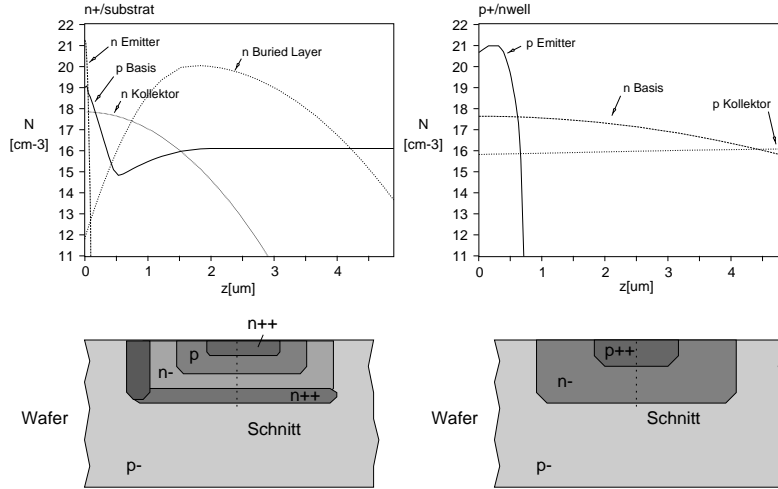 n+/substrat
22
21
20
19
18
17
16
15
14
13
12
11
N
[cm-3]
n Emitter
p Basis
n Kollektor
n Buried Layer
0 1 2 3 4
z[um]
p+/nwell
22
21
20
19
18
17
16
15
14
13
12
11
N
[cm-3]
p Emitter
n Basis
p Kollektor
0 1 2 3 4
z[um]
n++
p
n-
n++
Wafer
Schnitt
p-
p++
n-
Wafer
Schnitt
p-